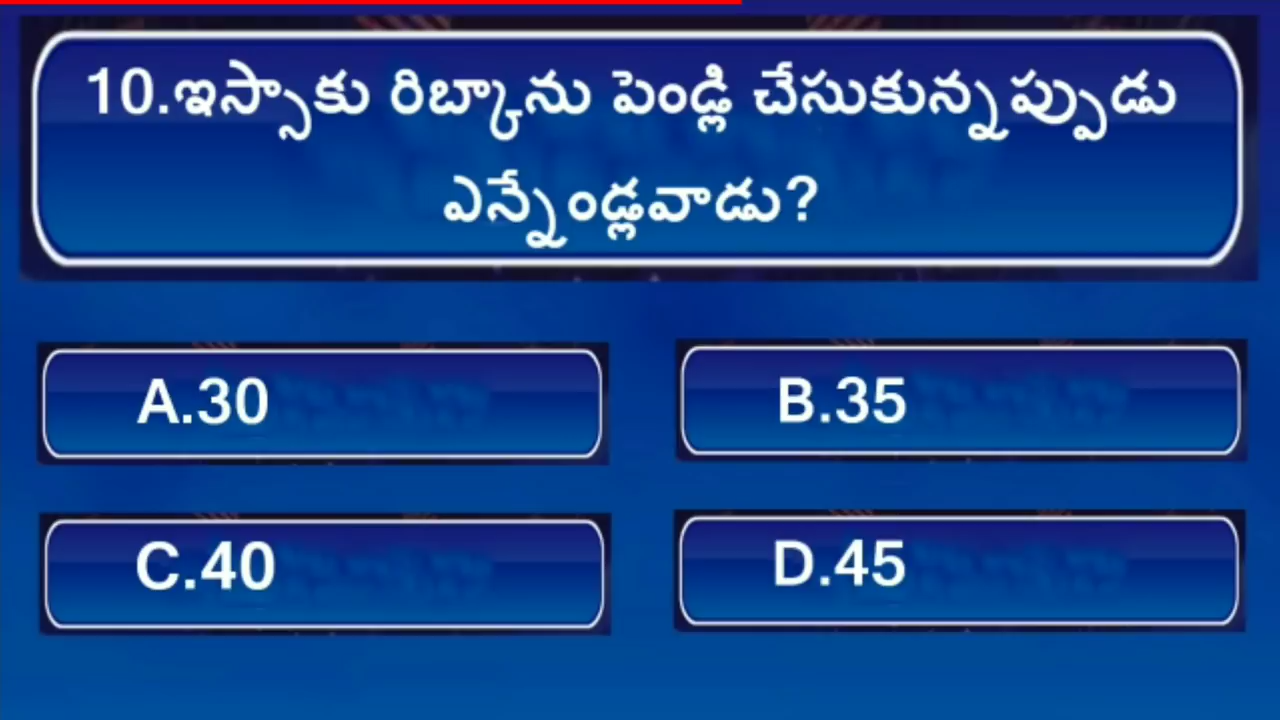 10.ఇస్సాకు రిబ్కాను పెండ్లి చేసుకున్నప్పుడు
ఎన్నేండ్లవాడు?
A.30
B.35
C.40
D.45